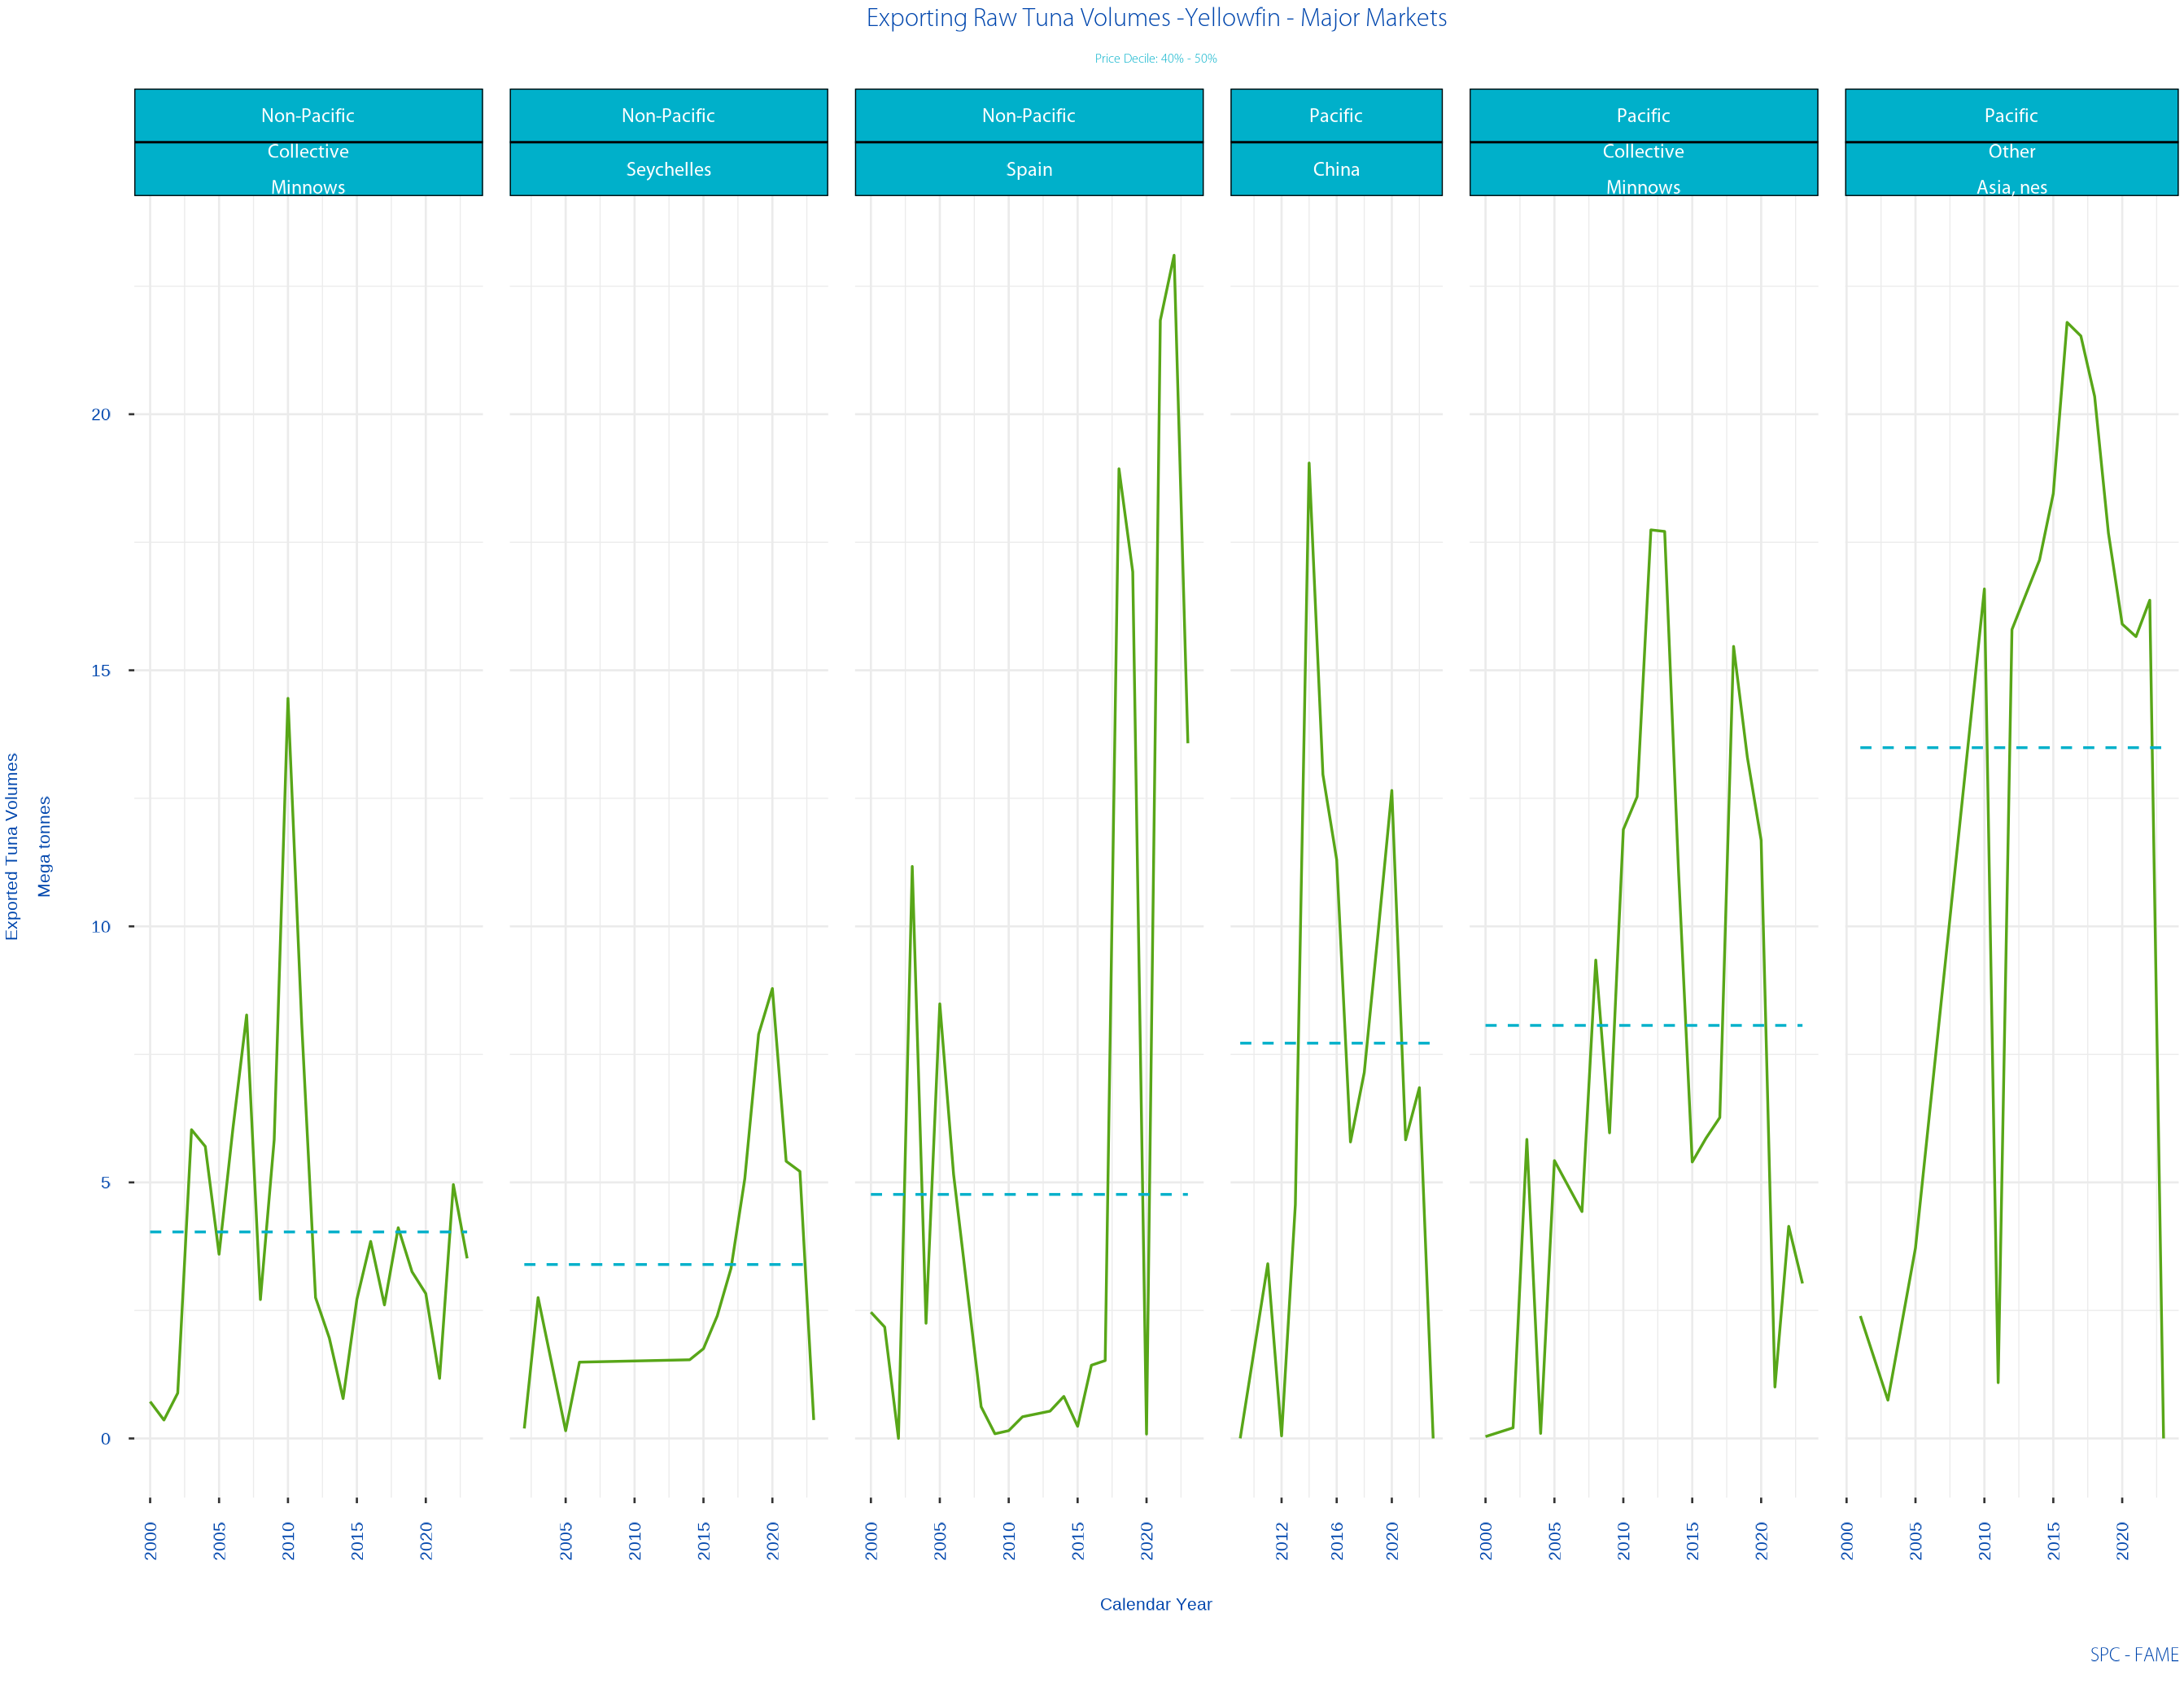 Exporting Raw Tuna Volumes -Yellowfin - Major Markets
Price Decile: 40% - 50%
Non-Pacific
Non-Pacific
Non-Pacific
Pacific
Pacific
Pacific
Collective
Minnows
Seychelles
Spain
China
Collective
Minnows
Other
Asia, nes
Exported Tuna Volumes
Mega tonnes
20
15
10
5
0
2000
2005
2010
2015
2020
2005
2010
2015
2020
2000
2005
2010
2015
2020
2012
2016
2020
2000
2005
2010
2015
2020
2000
2005
2010
2015
2020
Calendar Year
SPC - FAME